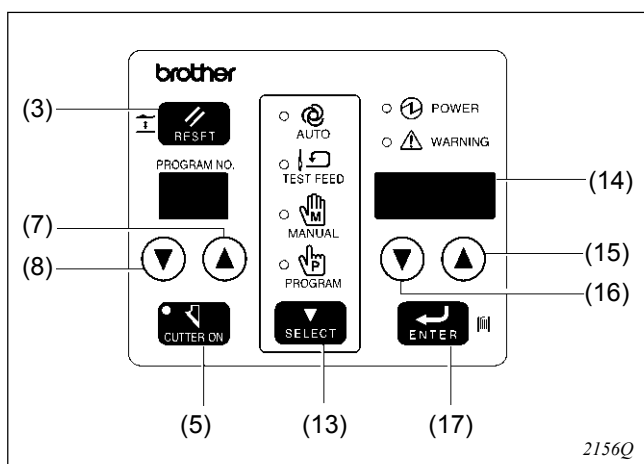 brother
(3)
RESET
POWER
AUTO
WARNING
PROGRAM NO.
TEST FEED
(14)
(7)
M
MANUAL
(8)
(15)
P
(16)
PROGRAM
CUTTER ON
SELECT
ENTER
(5)
(13)
(17)
2156Q